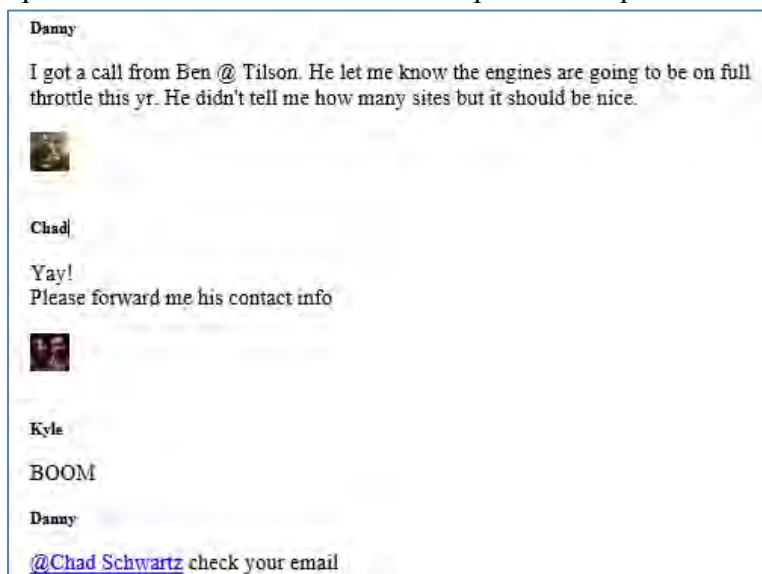 Danny
I got a call from Ben @ Tilson. He let me know the engines are going to be on full
throttle this yr. He didn't tell me how many sites but it should be nice.
Chad
Yay!
Please forward me his contact info
Kyle
BOOM
Danny
@Chad Schwartz check your email